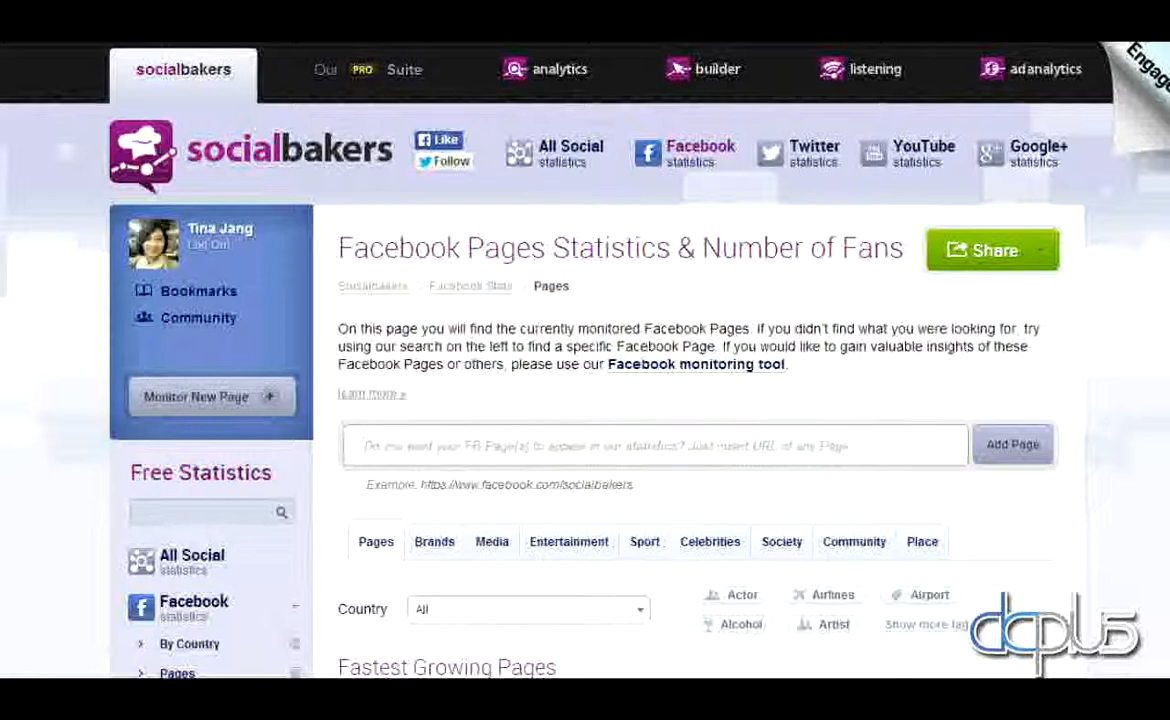 socialbakers
Our PRO Suite
analytics
builder
listening
adanalytics
Engage
socialbakers
Like
Follow
All Social
statistics
Facebook
statistics
Twitter
statistics
YouTube
statistics
Google+
statistics
Tina Jang
Log Out
Bookmarks
Community
Monitor New Page
Facebook Pages Statistics & Number of Fans
Share
Socialbakers
Facebook Stats
Pages
On this page you will find the currently monitored Facebook Pages. If you didn't find what you were looking for, try
using our search on the left to find a specific Facebook Page. If you would like to gain valuable insights of these
Facebook Pages or others, please use our Facebook monitoring tool.
learn more »
Do you want your FB Page(s) to appear in our statistics? Just insert URL of any Page
Add Page
Example: https://www.facebook.com/socialbakers
Free Statistics
All Social
statistics
Facebook
statistics
By Country
Pages
Pages Brands Media Entertainment Sport Celebrities Society Community Place
Country
All
Actor
Airlines
Airport
Alcohol
Artist
Show more tag
Fastest Growing Pages
dcplus